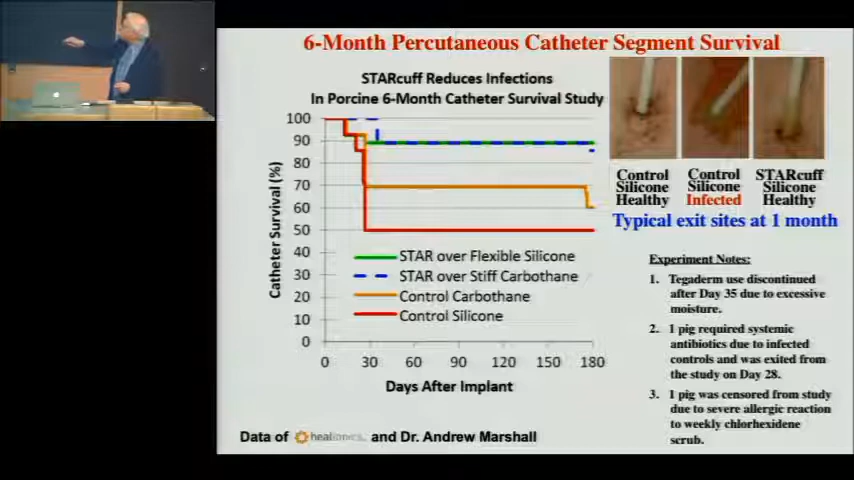 6-Month Percutaneous Catheter Segment Survival
STARcuff Reduces Infections
In Porcine 6-Month Catheter Survival Study
Catheter Survival (%)
100
90
80
70
60
50
40
30
20
10
0
STAR over Flexible Silicone
STAR over Stiff Carbothane
Control Carbothane
Control Silicone
0 30 60 90 120 150 180
Days After Implant
Control
Silicone
Healthy
Control
Silicone
Infected
STARcuff
Silicone
Healthy
Typical exit sites at 1 month
Experiment Notes:
1. Tegaderm use discontinued
after Day 35 due to excessive
moisture.
2. 1 pig required systemic
antibiotics due to infected
controls and was exited from
the study on Day 28.
3. 1 pig was censored from study
due to severe allergic reaction
to weekly chlorhexidene
scrub.
Data of healionics and Dr. Andrew Marshall